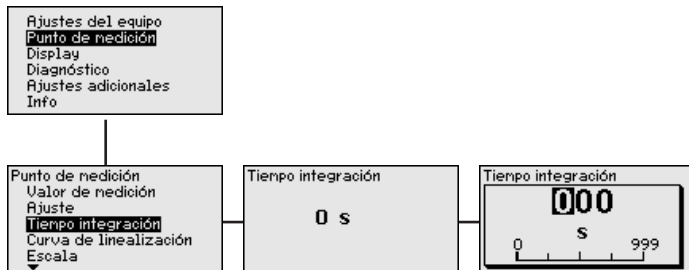 Ajustes del equipo
Punto de medición
Display
Diagnóstico
Ajustes adicionales
Info
Punto de medición
Valor de medición
Ajuste
Tiempo integración
Curva de linealización
Escala
Tiempo integración
0 s
Tiempo integración
000
s
0 999